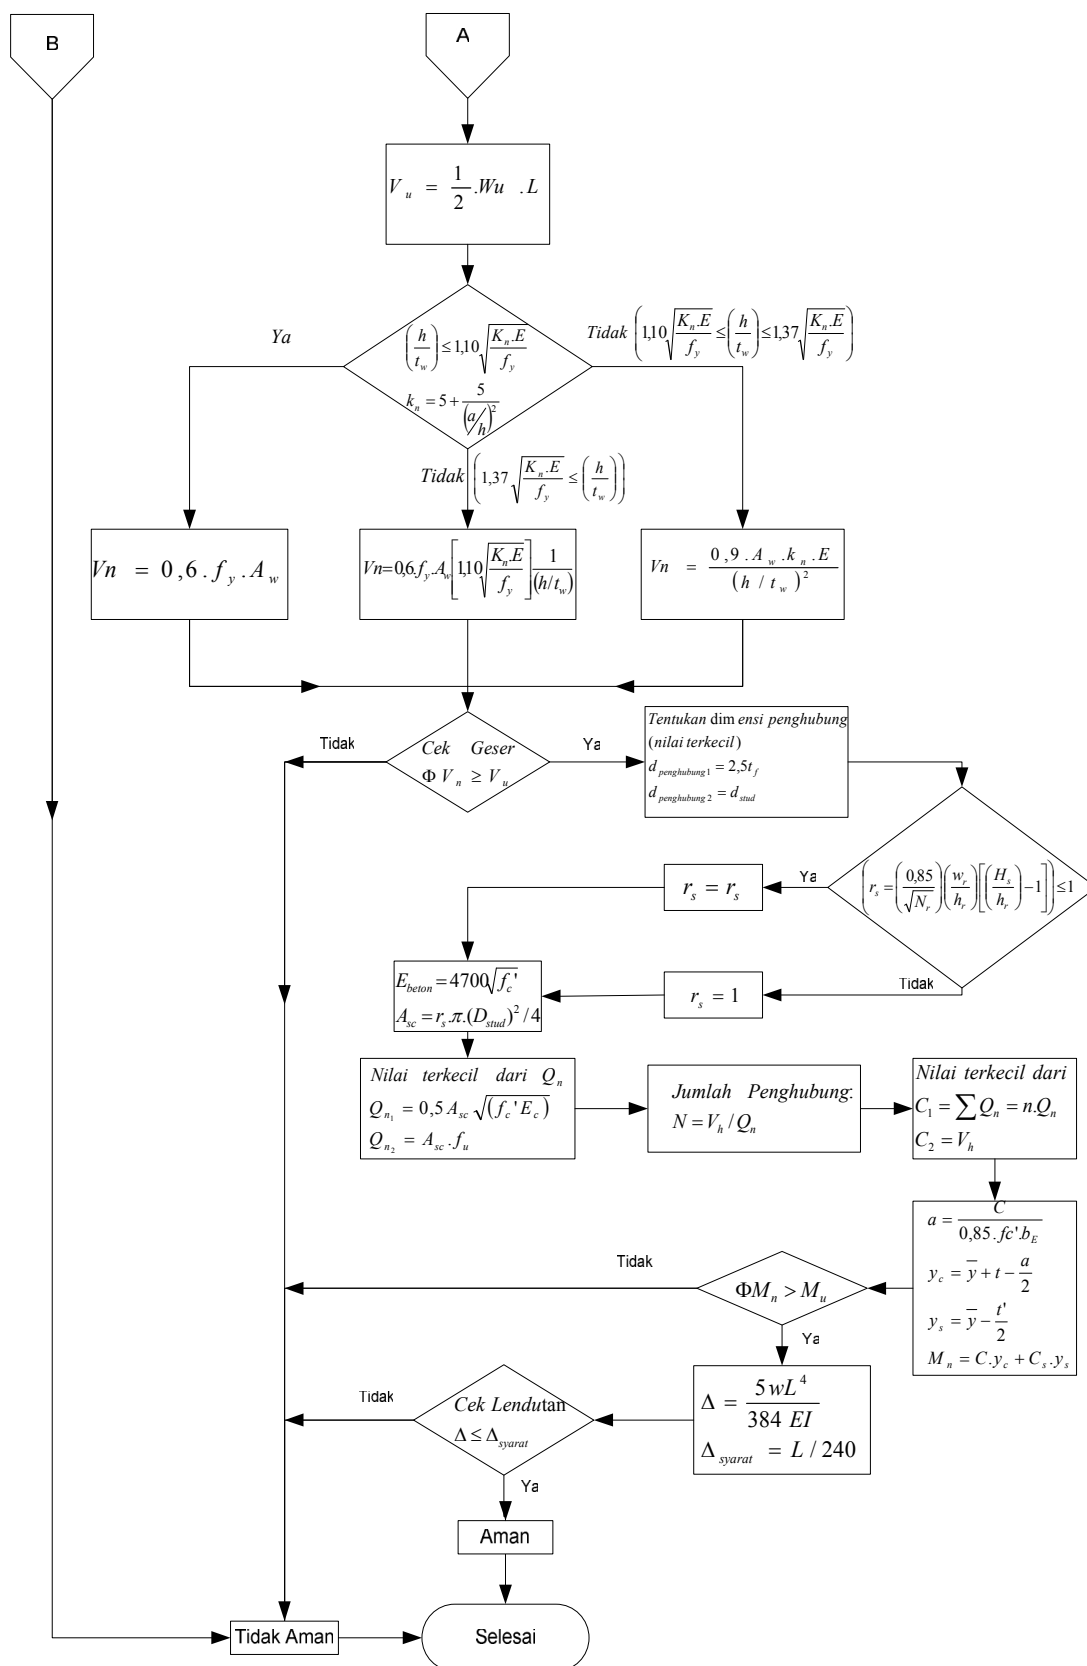 B
A
V_u = 1/2 .Wu .L
Ya
(h/t_w) ≤ 1,10√(K_n.E/f_y)
k_n = 5 + 5/(a/h)^2
Tidak (1,10√(K_n.E/f_y) ≤ (h/t_w) ≤ 1,37√(K_n.E/f_y))
Tidak (1,37√(K_n.E/f_y) ≤ (h/t_w))
Vn = 0,6.f_y.A_w
Vn=0,6.f_y.A_w[1,10√(K_n.E/f_y)] 1/(h/t_w)
Vn = 0,9.A_w.k_n.E/(h/t_w)^2
Tidak
Cek Geser
Φ V_n ≥ V_u
Ya
Tentukan dim ensi penghubung
(nilai terkecil)
d_penghubung1 = 2,5t_f
d_penghubung2 = d_stud
(r_s = (0,85/√N_r)(w_r/h_r)[(H_s/h_r)−1]) ≤ 1
Ya
r_s = r_s
Tidak
r_s = 1
E_beton = 4700√f_c'
A_sc = r_s.π.(D_stud)^2/4
Nilai terkecil dari Q_n
Q_n1 = 0,5 A_sc √(f_c' E_c)
Q_n2 = A_sc.f_u
Jumlah Penghubung:
N = V_h/Q_n
Nilai terkecil dari
C_1 = ∑Q_n = n.Q_n
C_2 = V_h
a = C/(0,85.fc'.b_E)
y_c = y̅ + t − a/2
y_s = y̅ − t'/2
M_n = C.y_c + C_s.y_s
Tidak
ΦM_n > M_u
Ya
Δ = 5wL^4/(384 EI)
Δ_syarat = L/240
Tidak
Cek Lendutan
Δ ≤ Δ_syarat
Ya
Aman
Tidak Aman
Selesai